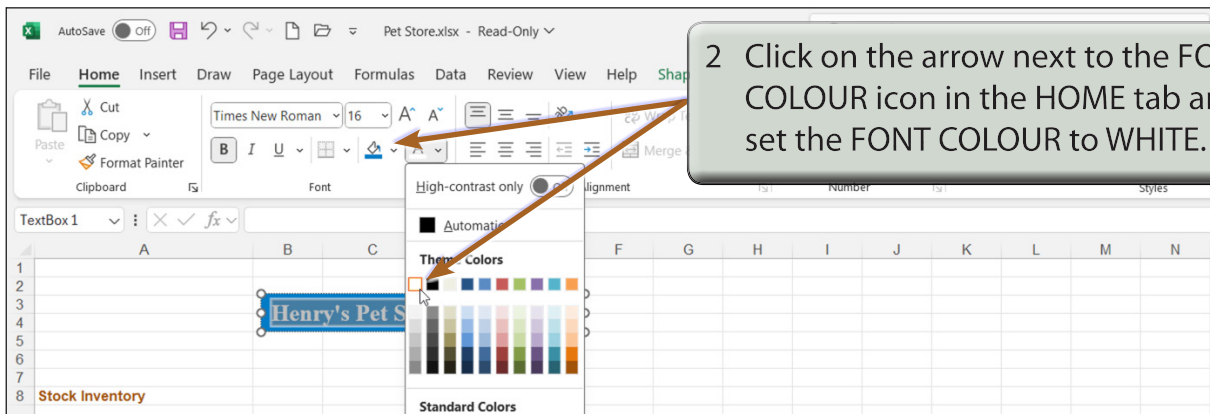 AutoSave Off Pet Store.xlsx - Read-Only
File Home Insert Draw Page Layout Formulas Data Review View Help Shap
2 Click on the arrow next to the FO
COLOUR icon in the HOME tab an
set the FONT COLOUR to WHITE.
Paste
Cut
Copy
Format Painter
Clipboard
Times New Roman 16 A^ A˅
B I U A
Font
Merge
Alignment
Number
Styles
TextBox 1 fx
High-contrast only
Automatic
Theme Colors
Standard Colors
A B C F G H I J K L M N
1
2
3
4
5
6
7
8 Stock Inventory
Henry's Pet S